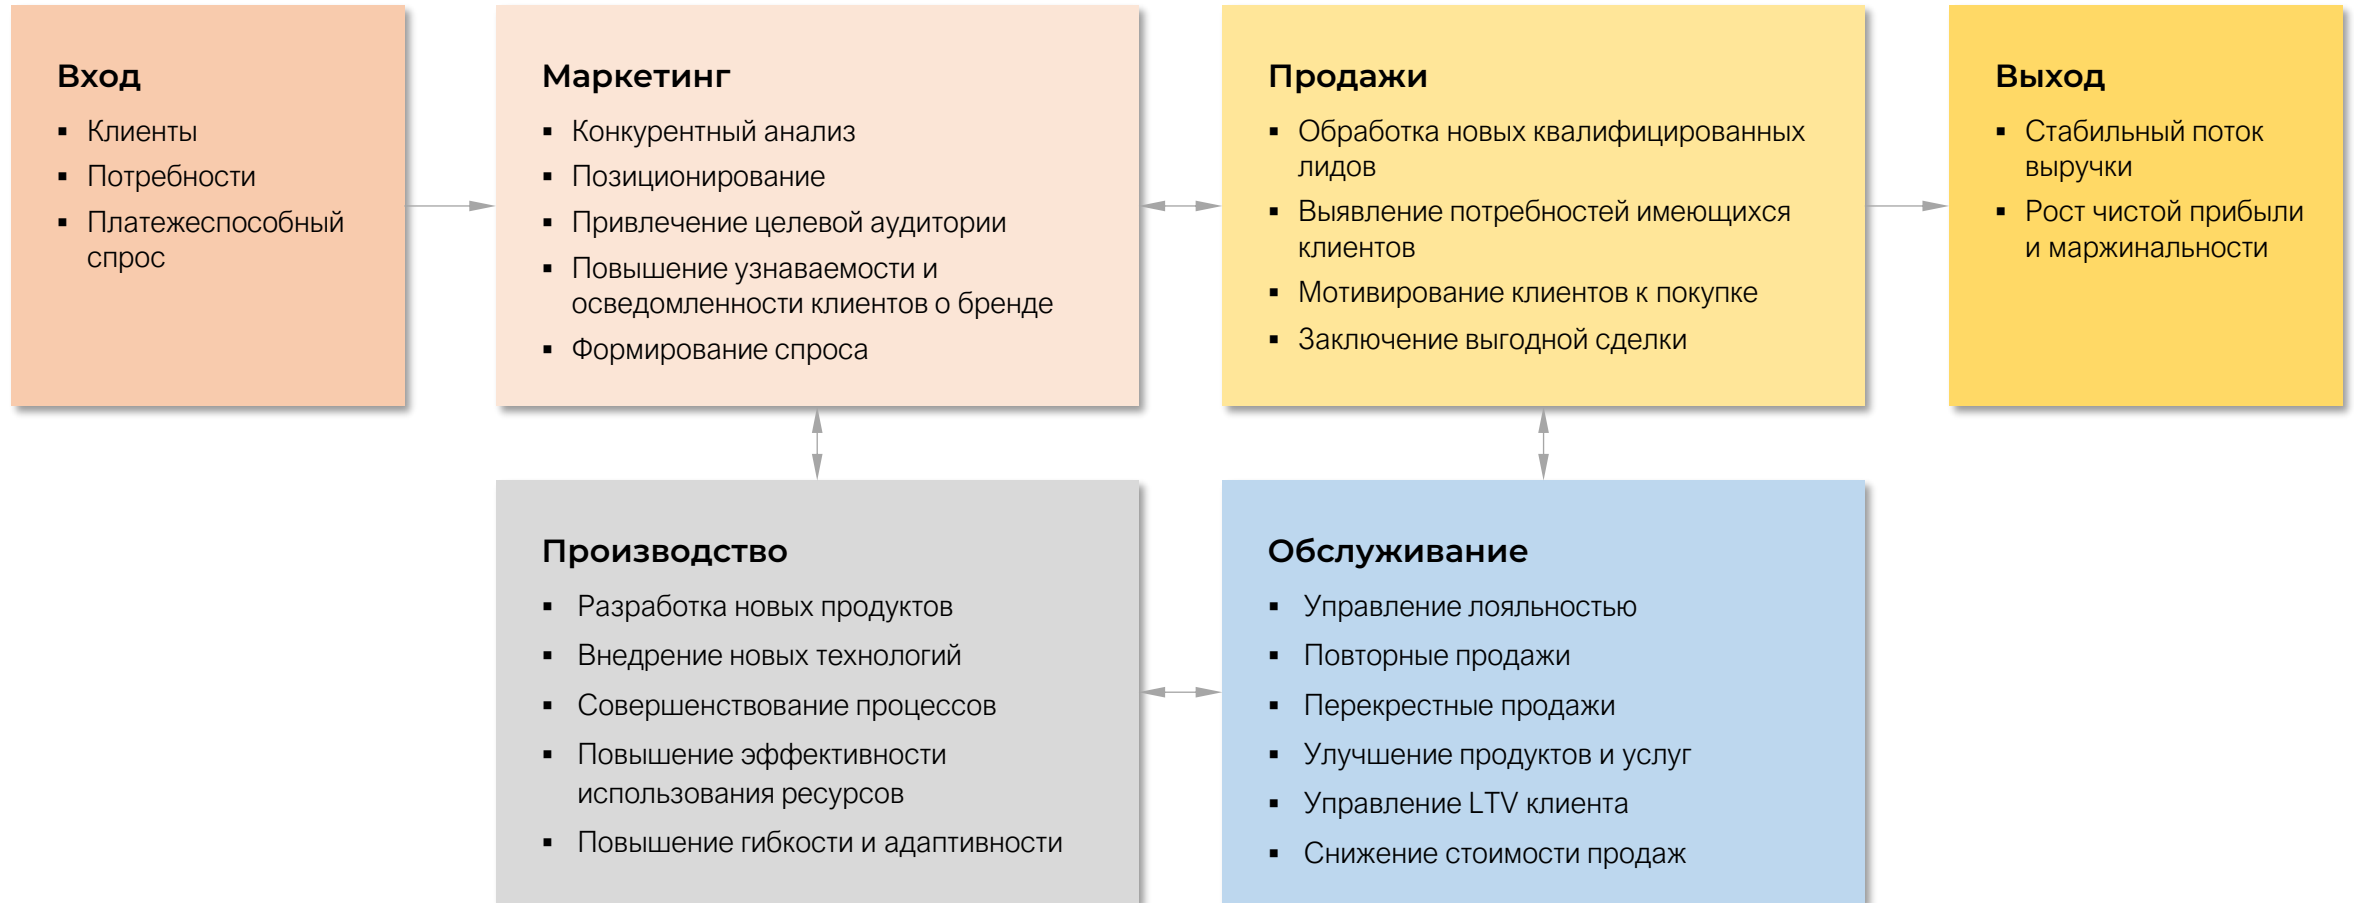 Вход
▪ Клиенты
▪ Потребности
▪ Платежеспособный
спрос
Маркетинг
▪ Конкурентный анализ
▪ Позиционирование
▪ Привлечение целевой аудитории
▪ Повышение узнаваемости и
осведомленности клиентов о бренде
▪ Формирование спроса
Продажи
▪ Обработка новых квалифицированных
лидов
▪ Выявление потребностей имеющихся
клиентов
▪ Мотивирование клиентов к покупке
▪ Заключение выгодной сделки
Выход
▪ Стабильный поток
выручки
▪ Рост чистой прибыли
и маржинальности
Производство
▪ Разработка новых продуктов
▪ Внедрение новых технологий
▪ Совершенствование процессов
▪ Повышение эффективности
использования ресурсов
▪ Повышение гибкости и адаптивности
Обслуживание
▪ Управление лояльностью
▪ Повторные продажи
▪ Перекрестные продажи
▪ Улучшение продуктов и услуг
▪ Управление LTV клиента
▪ Снижение стоимости продаж